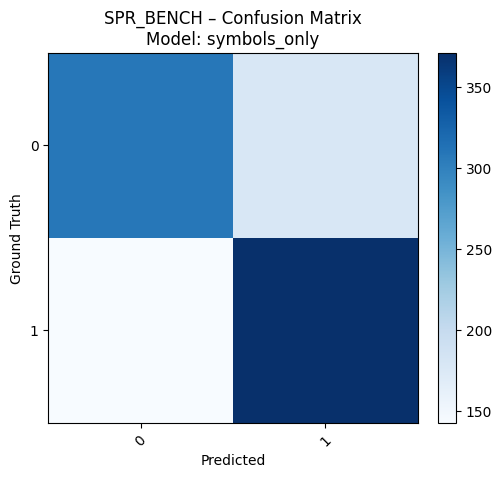 SPR_BENCH – Confusion Matrix
Model: symbols_only
Ground Truth
0
1
0
1
Predicted
350
300
250
200
150